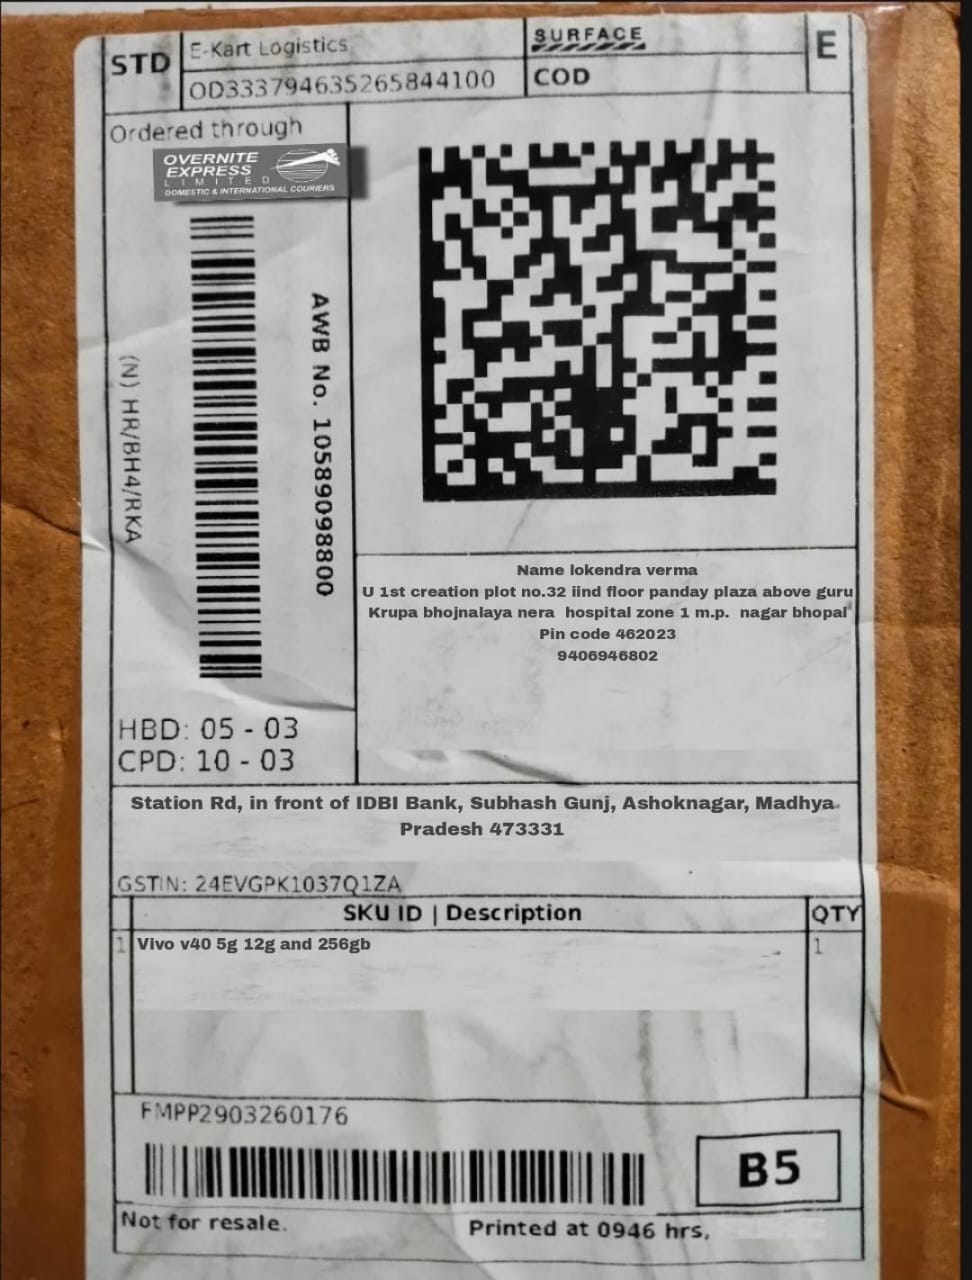 STD
E-Kart Logistics
OD333794635265844100
SURFACE
COD
E
Ordered through
OVERNITE
EXPRESS
LIMITED
DOMESTIC & INTERNATIONAL COURIERS
(N) HR/BH4/RKA
AWB No. 10589098800
HBD: 05 - 03
CPD: 10 - 03
Name lokendra verma
U 1st creation plot no.32 iind floor panday plaza above guru
Krupa bhojnalaya nera hospital zone 1 m.p. nagar bhopal
Pin code 462023
9406946802
Station Rd, in front of IDBI Bank, Subhash Gunj, Ashoknagar, Madhya
Pradesh 473331
GSTIN: 24EVGPK1037Q1ZA
SKU ID | Description QTY
1 Vivo v40 5g 12g and 256gb 1
FMPP2903260176
B5
Not for resale.
Printed at 0946 hrs,